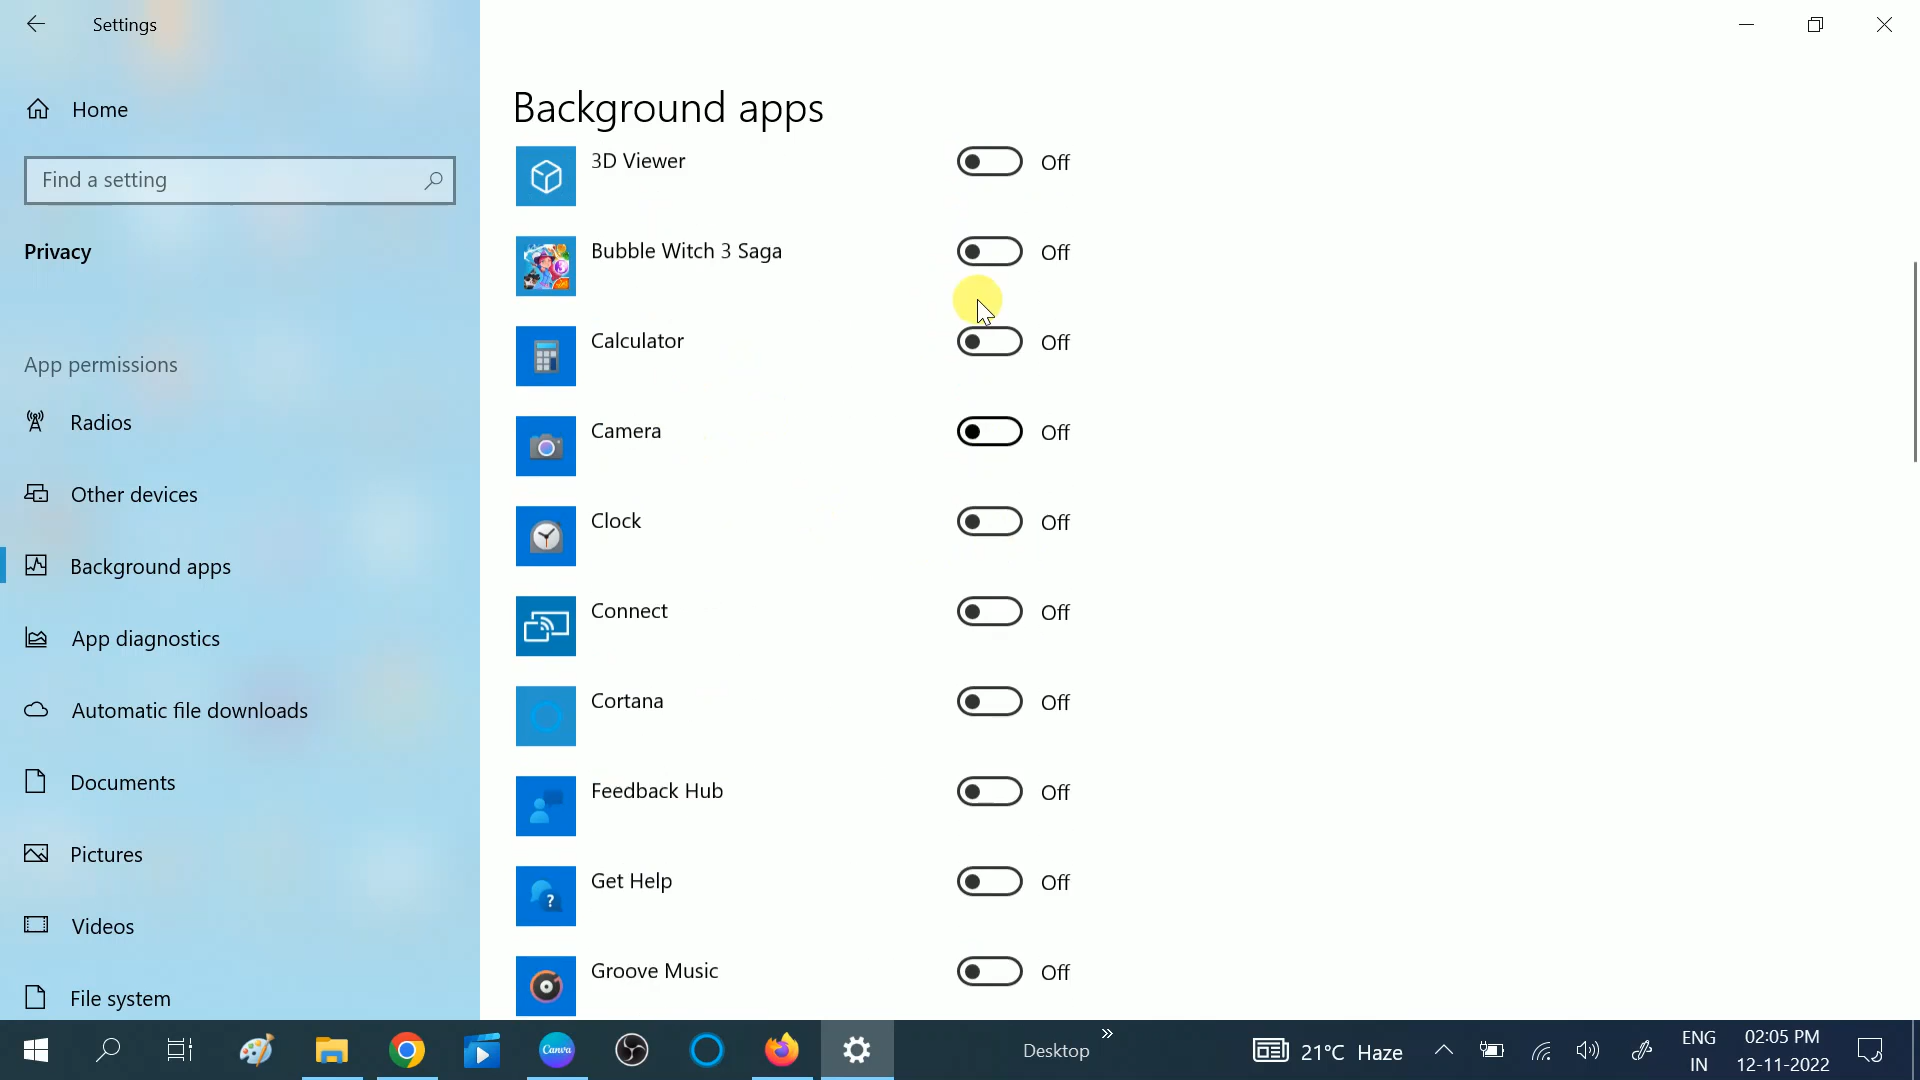 Settings
Home
Find a setting
Privacy
App permissions
Radios
Other devices
Background apps
App diagnostics
Automatic file downloads
Documents
Pictures
Videos
File system
Background apps
3D Viewer Off
Bubble Witch 3 Saga Off
Calculator Off
Camera Off
Clock Off
Connect Off
Cortana Off
Feedback Hub Off
Get Help Off
Groove Music Off
Canva
Desktop
21°C Haze
ENG
IN
02:05 PM
12-11-2022